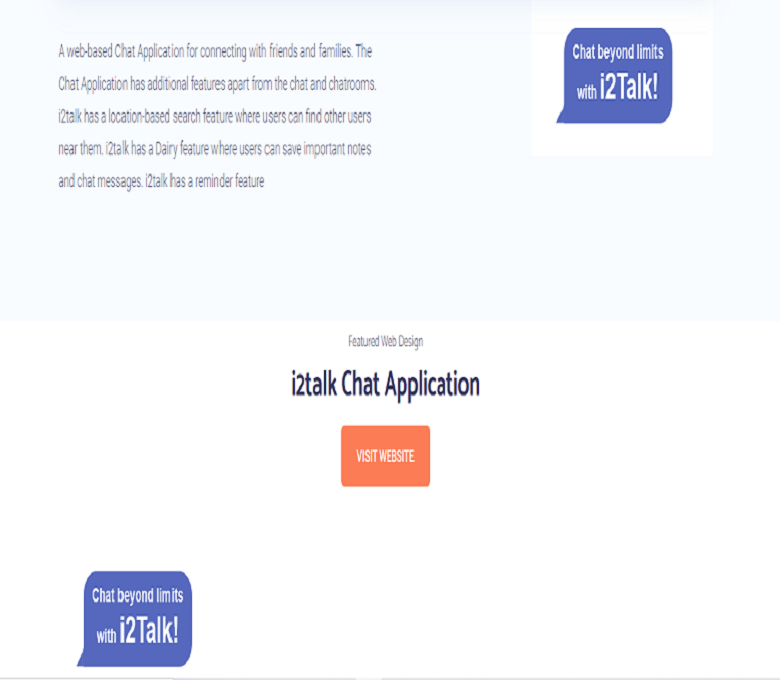 A web-based Chat Application for connecting with friends and families. The
Chat Application has additional features apart from the chat and chatrooms.
i2talk has a location-based search feature where users can find other users
near them. i2talk has a Dairy feature where users can save important notes
and chat messages. i2talk has a reminder feature
Chat beyond limits
with i2Talk!
Featured Web Design
i2talk Chat Application
VISIT WEBSITE
Chat beyond limits
with i2Talk!